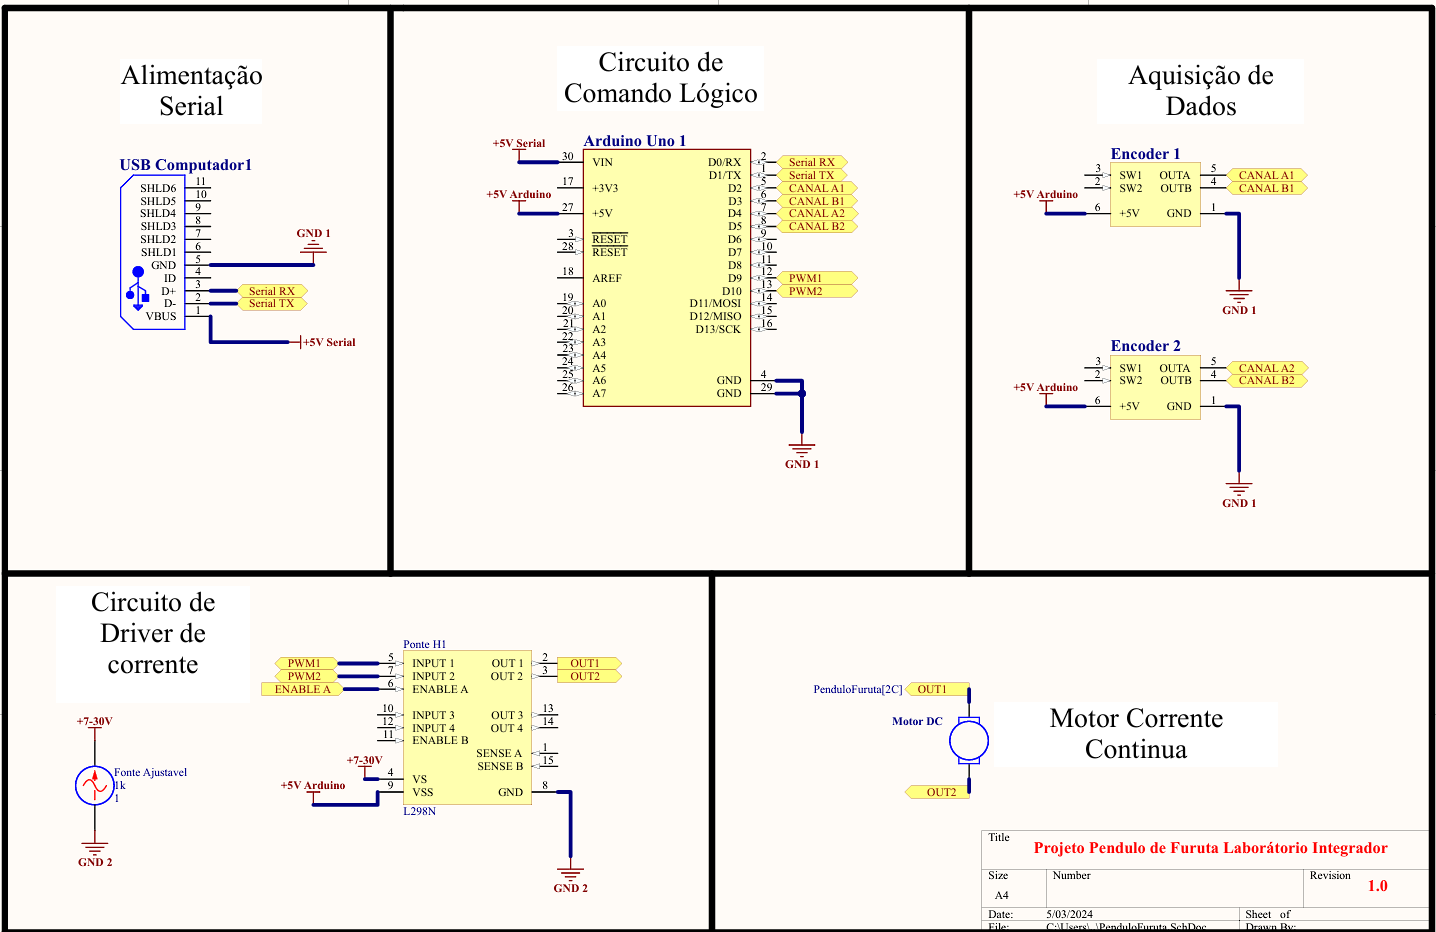 Alimentação
Serial
USB Computador1
SHLD6 11
SHLD5 10
SHLD4 9
SHLD3 8
SHLD2 7
SHLD1 6
GND 5
ID 4
D+ 3
D- 2
VBUS 1
GND 1
Serial RX
Serial TX
+5V Serial
Circuito de
Comando Lógico
Arduino Uno 1
+5V Serial
30 VIN
17 +3V3
+5V Arduino
27 +5V
3 RESET
28 RESET
18 AREF
19 A0
20 A1
21 A2
22 A3
23 A4
24 A5
25 A6
26 A7
D0/RX 2 Serial RX
D1/TX 1 Serial TX
D2 5 CANAL A1
D3 6 CANAL B1
D4 7 CANAL A2
D5 8 CANAL B2
D6 9
D7 10
D8 11
D9 12 PWM1
D10 13 PWM2
D11/MOSI 14
D12/MISO 15
D13/SCK 16
GND 4
GND 29
GND 1
Aquisição de
Dados
Encoder 1
3 SW1 OUTA 5 CANAL A1
2 SW2 OUTB 4 CANAL B1
+5V Arduino
6 +5V GND 1
GND 1
Encoder 2
3 SW1 OUTA 5 CANAL A2
2 SW2 OUTB 4 CANAL B2
+5V Arduino
6 +5V GND 1
GND 1
Circuito de
Driver de
corrente
+7-30V
Fonte Ajustavel
1k
1
GND 2
Ponte H1
PWM1 5 INPUT 1 OUT 1 2 OUT1
PWM2 7 INPUT 2 OUT 2 3 OUT2
ENABLE A 6 ENABLE A
10 INPUT 3 OUT 3 13
12 INPUT 4 OUT 4 14
11 ENABLE B
SENSE A 1
SENSE B 15
+7-30V
4 VS
+5V Arduino
9 VSS GND 8
L298N
GND 2
PenduloFuruta[2C] OUT1
Motor DC
OUT2
Motor Corrente
Continua
Title
Projeto Pendulo de Furuta Laborátorio Integrador
Size Number Revision
A4 1.0
Date: 5/03/2024 Sheet of
File: C:\Users\..\PenduloFuruta.SchDoc Drawn By: